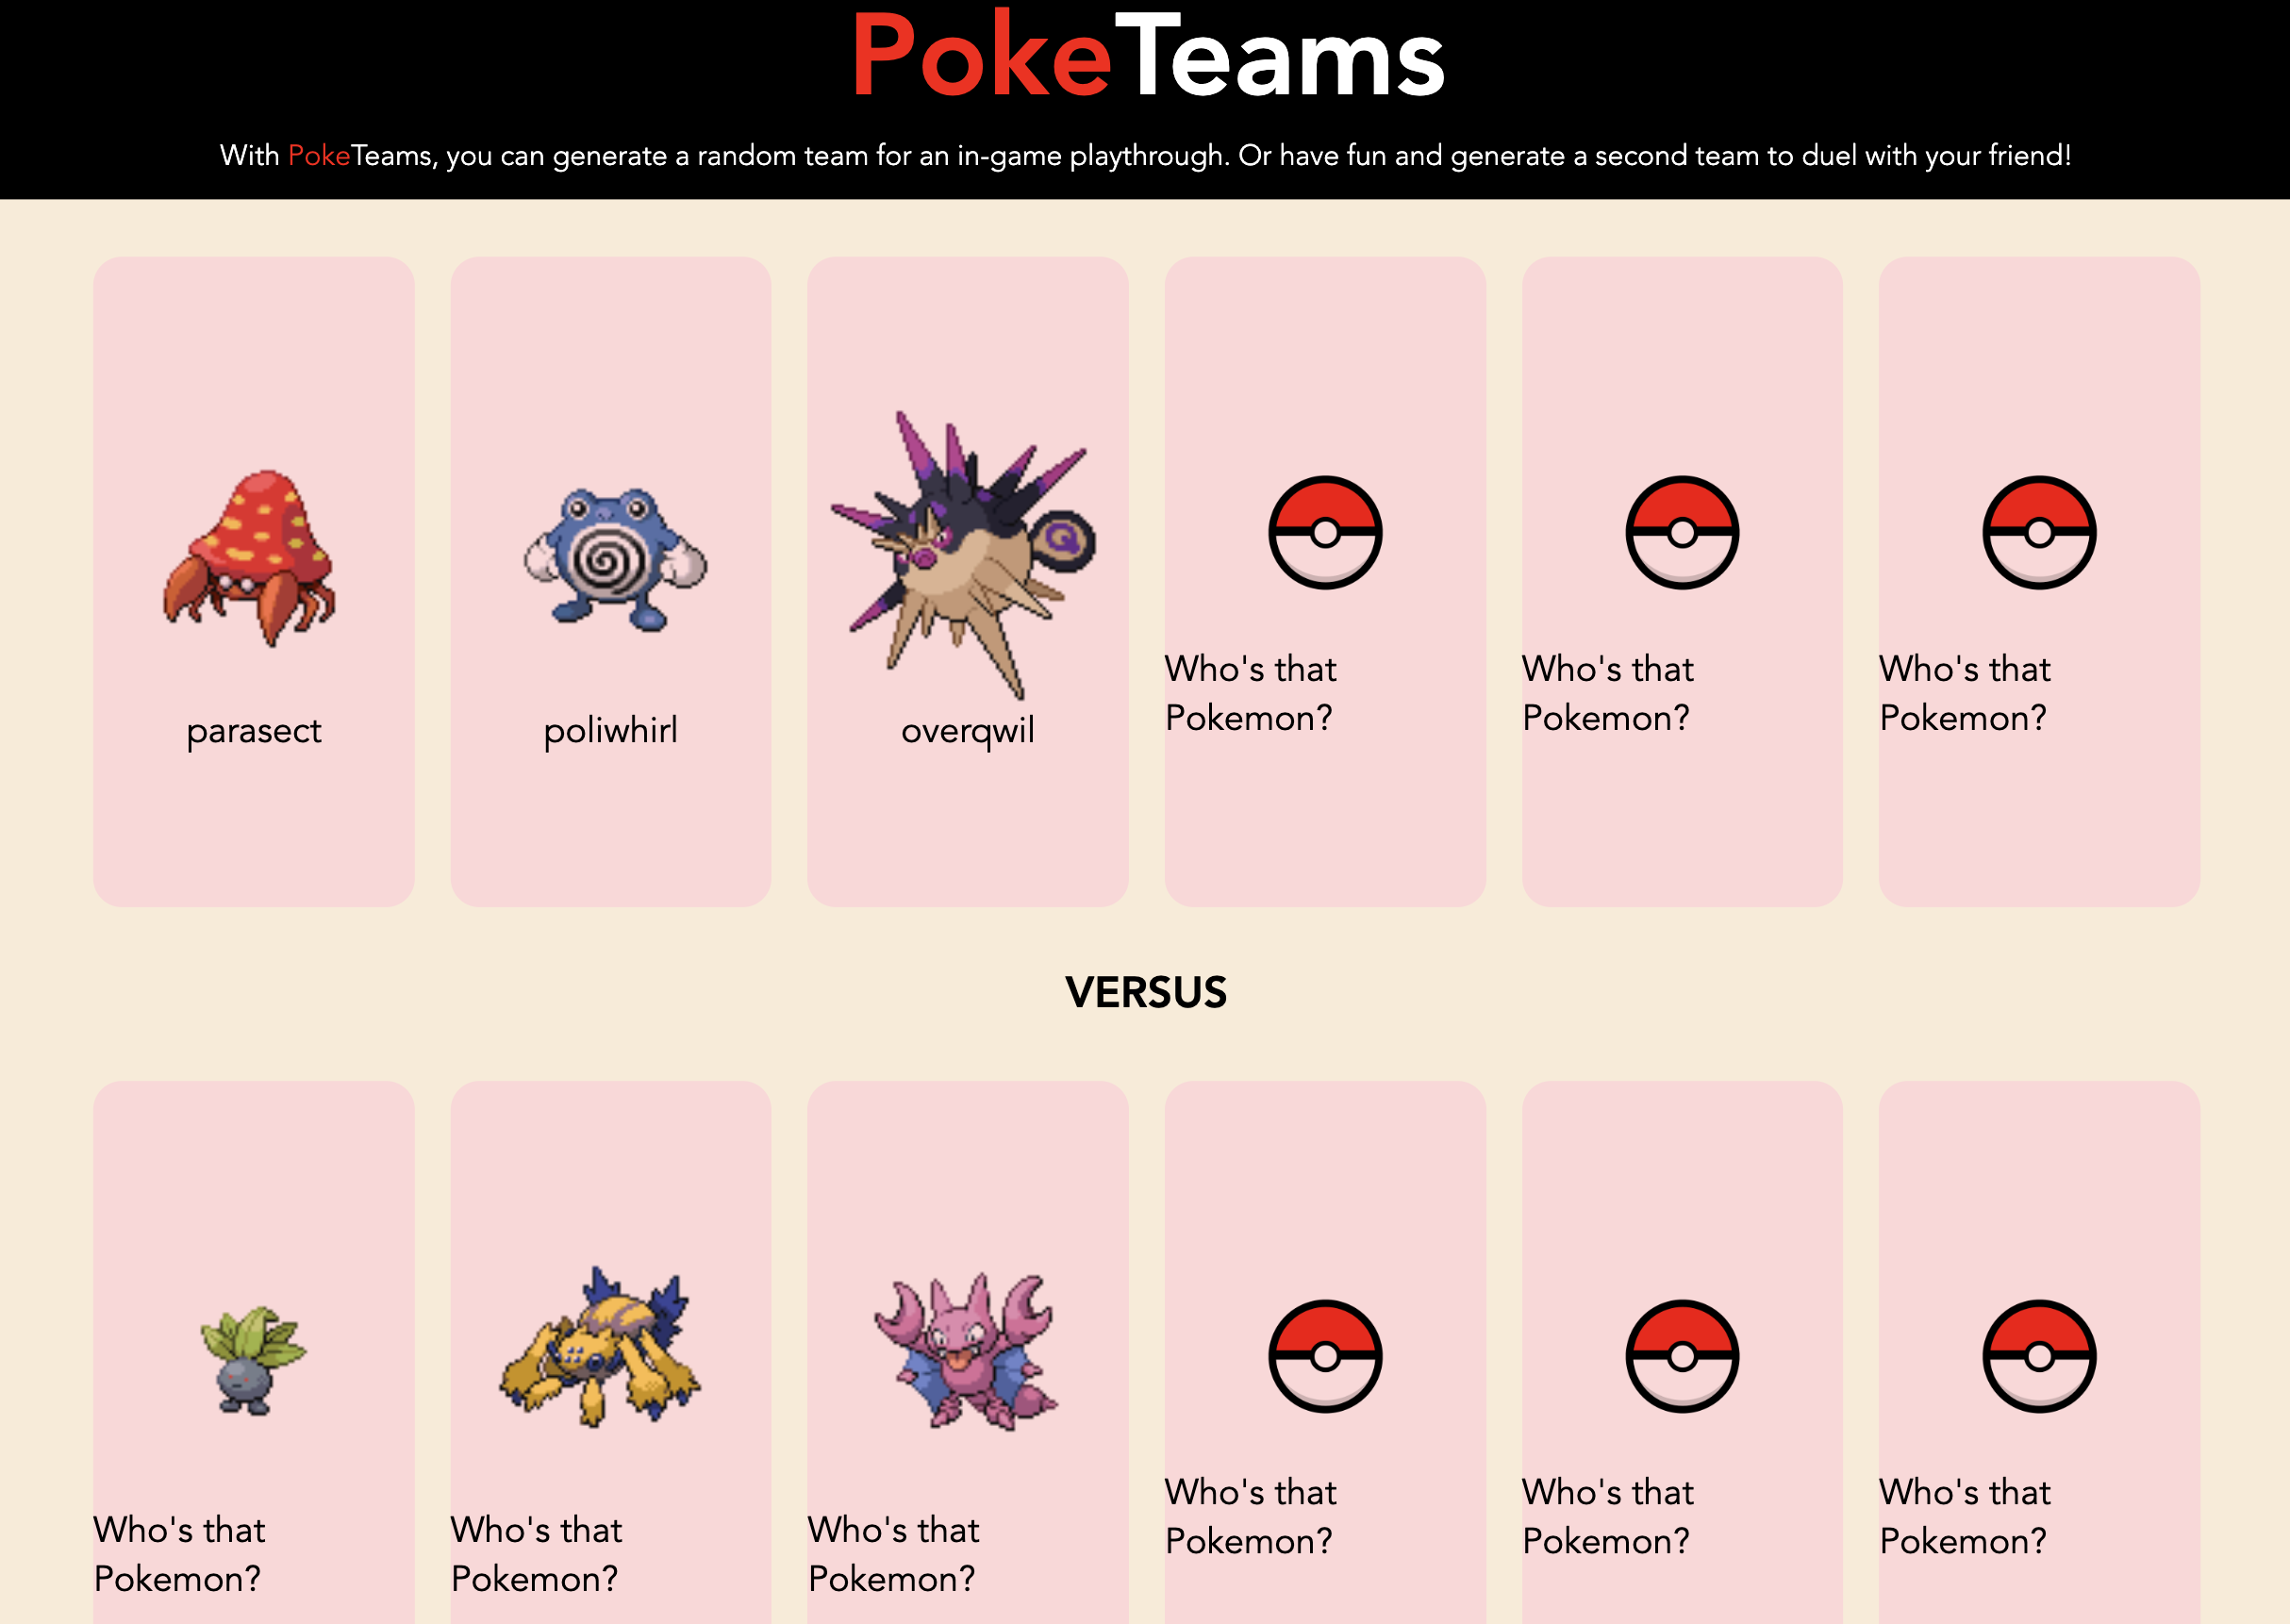 PokeTeams
With PokeTeams, you can generate a random team for an in-game playthrough. Or have fun and generate a second team to duel with your friend!
Q
Who's that Who's that Who's that
Pokemon? Pokemon? Pokemon?
parasect poliwhirl overqwil
VERSUS
Who's that Who's that Who's that
Pokemon? Pokemon? Pokemon?
Who's that Who's that Who's that
Pokemon? Pokemon? Pokemon?